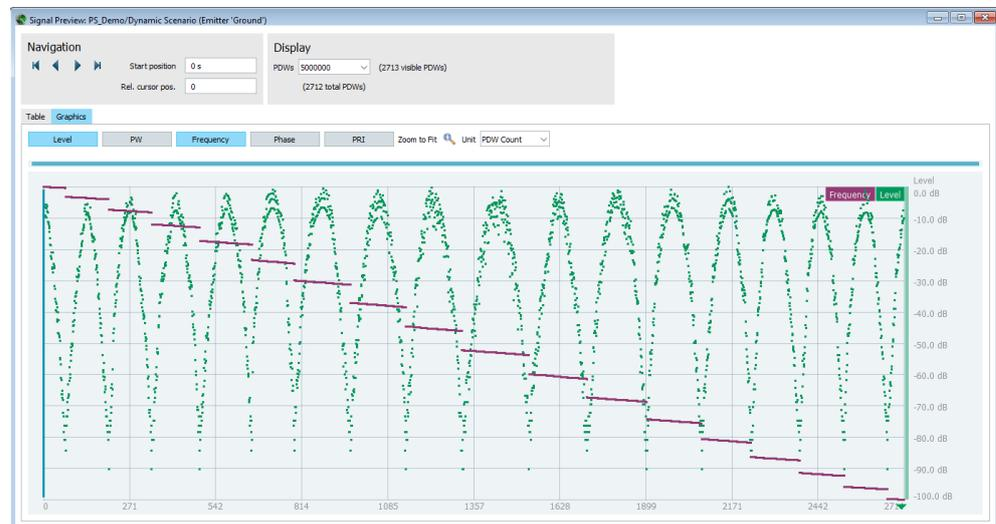 Signal Preview: PS_Demo/Dynamic Scenario (Emitter 'Ground')
Navigation
Start position 0 s
Rel. cursor pos. 0
Display
PDWs 5000000 (2713 visible PDWs)
(2712 total PDWs)
Table Graphics
Level PW Frequency Phase PRI Zoom to Fit Unit PDW Count
Level
Frequency Level
0.0 dB
-10.0 dB
-20.0 dB
-30.0 dB
-40.0 dB
-50.0 dB
-60.0 dB
-70.0 dB
-80.0 dB
-90.0 dB
-100.0 dB
0 271 542 814 1085 1357 1628 1899 2171 2442